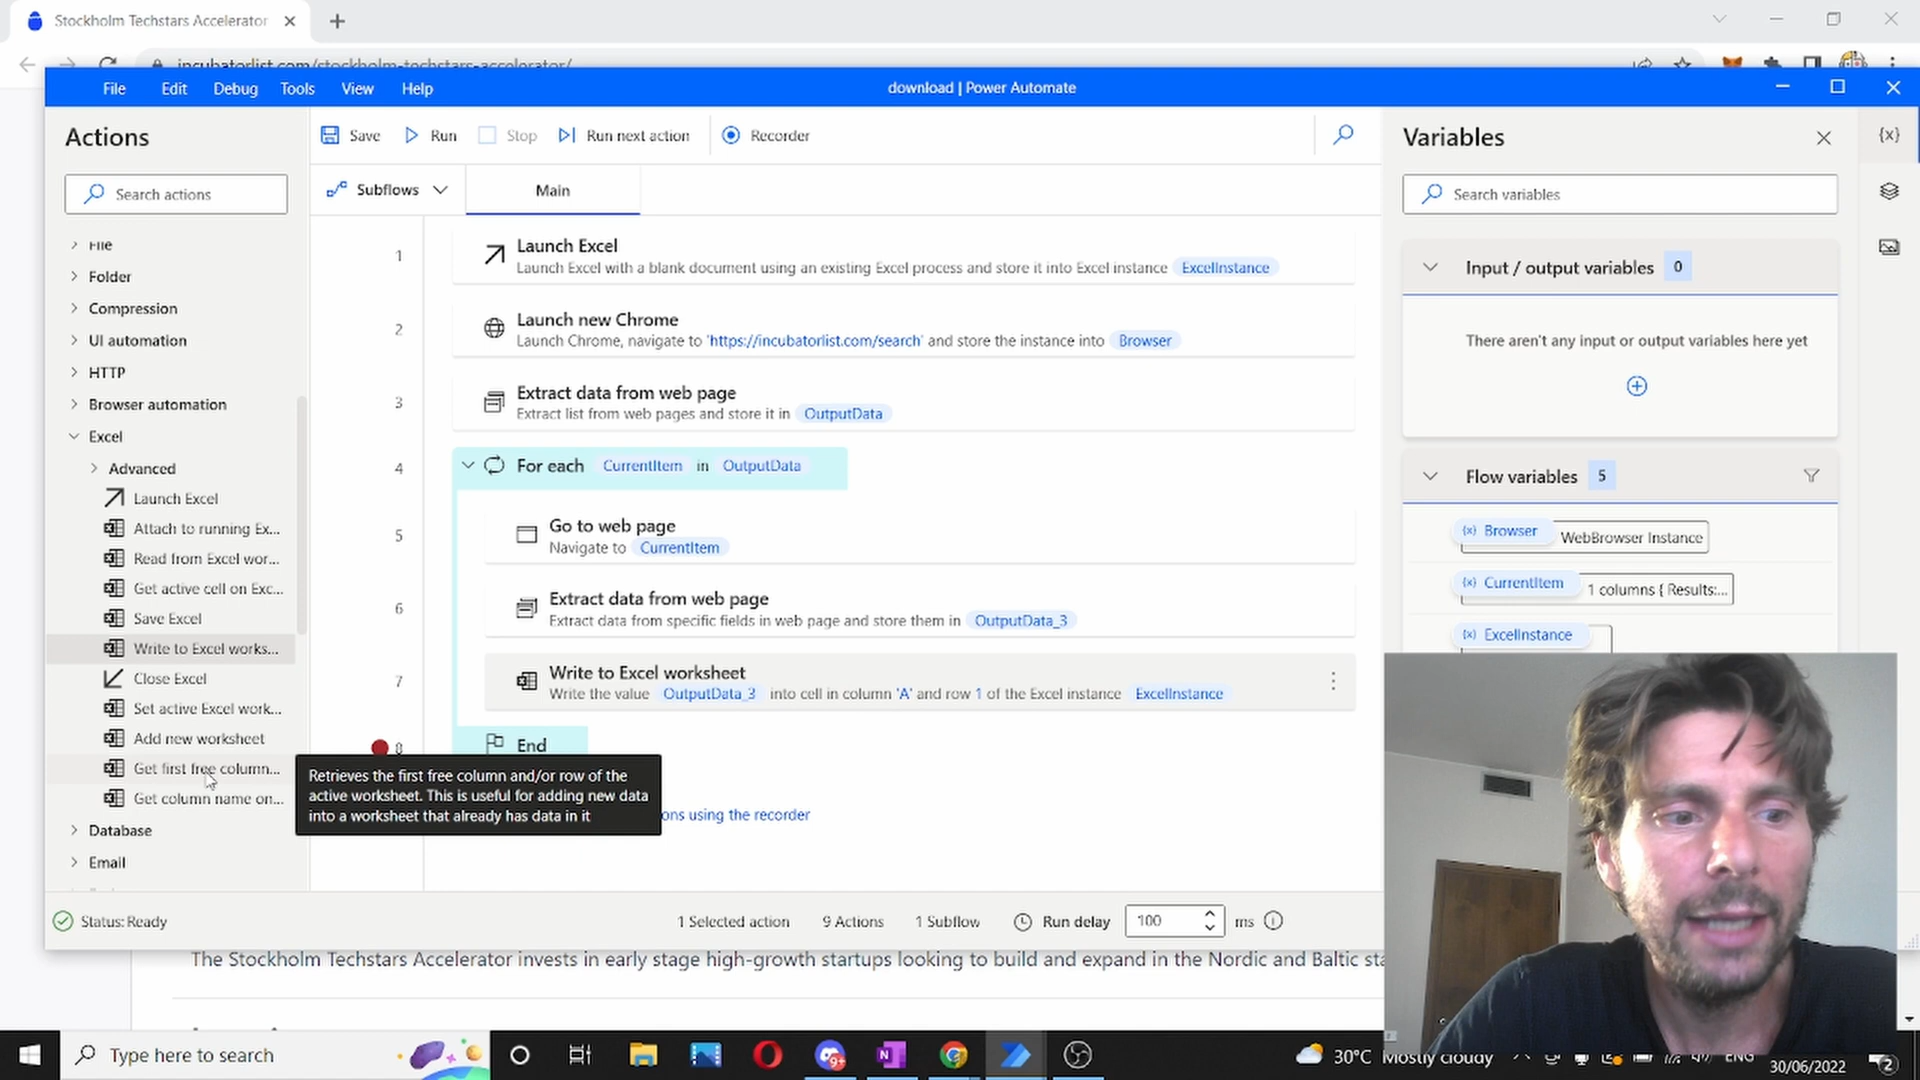 Stockholm Techstars Accelerator
incubatorlist.com/stockholm-techstars-accelerator/
File Edit Debug Tools View Help
download | Power Automate
Actions
Search actions
File
Folder
Compression
UI automation
HTTP
Browser automation
Excel
Advanced
Launch Excel
Attach to running Ex...
Read from Excel wor...
Get active cell on Exc...
Save Excel
Write to Excel works...
Close Excel
Set active Excel work...
Add new worksheet
Get first free column...
Get column name on...
Database
Email
Save Run Stop Run next action Recorder
Subflows Main
1 Launch Excel
Launch Excel with a blank document using an existing Excel process and store it into Excel instance ExcelInstance
2 Launch new Chrome
Launch Chrome, navigate to 'https://incubatorlist.com/search' and store the instance into Browser
3 Extract data from web page
Extract list from web pages and store it in OutputData
4 For each CurrentItem in OutputData
5 Go to web page
Navigate to CurrentItem
6 Extract data from web page
Extract data from specific fields in web page and store them in OutputData_3
7 Write to Excel worksheet
Write the value OutputData_3 into cell in column 'A' and row 1 of the Excel instance ExcelInstance
8 End
Retrieves the first free column and/or row of the
active worksheet. This is useful for adding new data
into a worksheet that already has data in it
ons using the recorder
Variables
{x}
Search variables
Input / output variables 0
There aren't any input or output variables here yet
Flow variables 5
{x} Browser WebBrowser Instance
{x} CurrentItem 1 columns { Results:...
{x} ExcelInstance
Status: Ready
1 Selected action 9 Actions 1 Subflow Run delay 100 ms
The Stockholm Techstars Accelerator invests in early stage high-growth startups looking to build and expand in the Nordic and Baltic sta
Type here to search
9+
30°C Mostly cloudy
ENG
30/06/2022
2